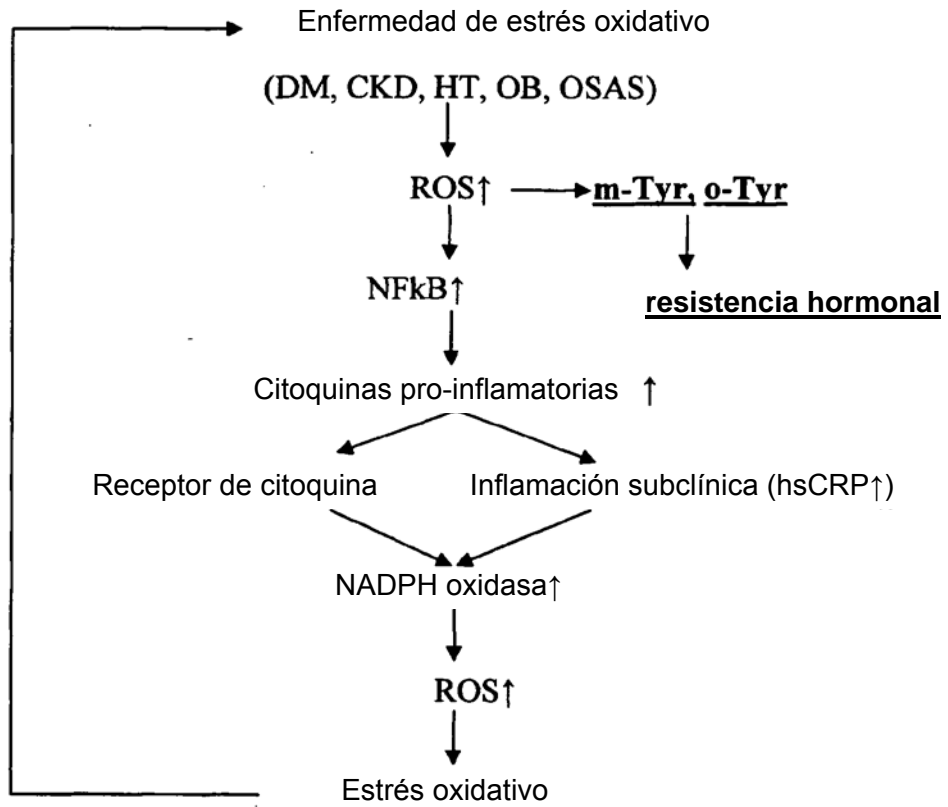 Enfermedad de estrés oxidativo
(DM, CKD, HT, OB, OSAS)
ROS↑ m-Tyr, o-Tyr
NFkB↑ resistencia hormonal
Citoquinas pro-inflamatorias ↑
Receptor de citoquina Inflamación subclínica (hsCRP↑)
NADPH oxidasa↑
ROS↑
Estrés oxidativo